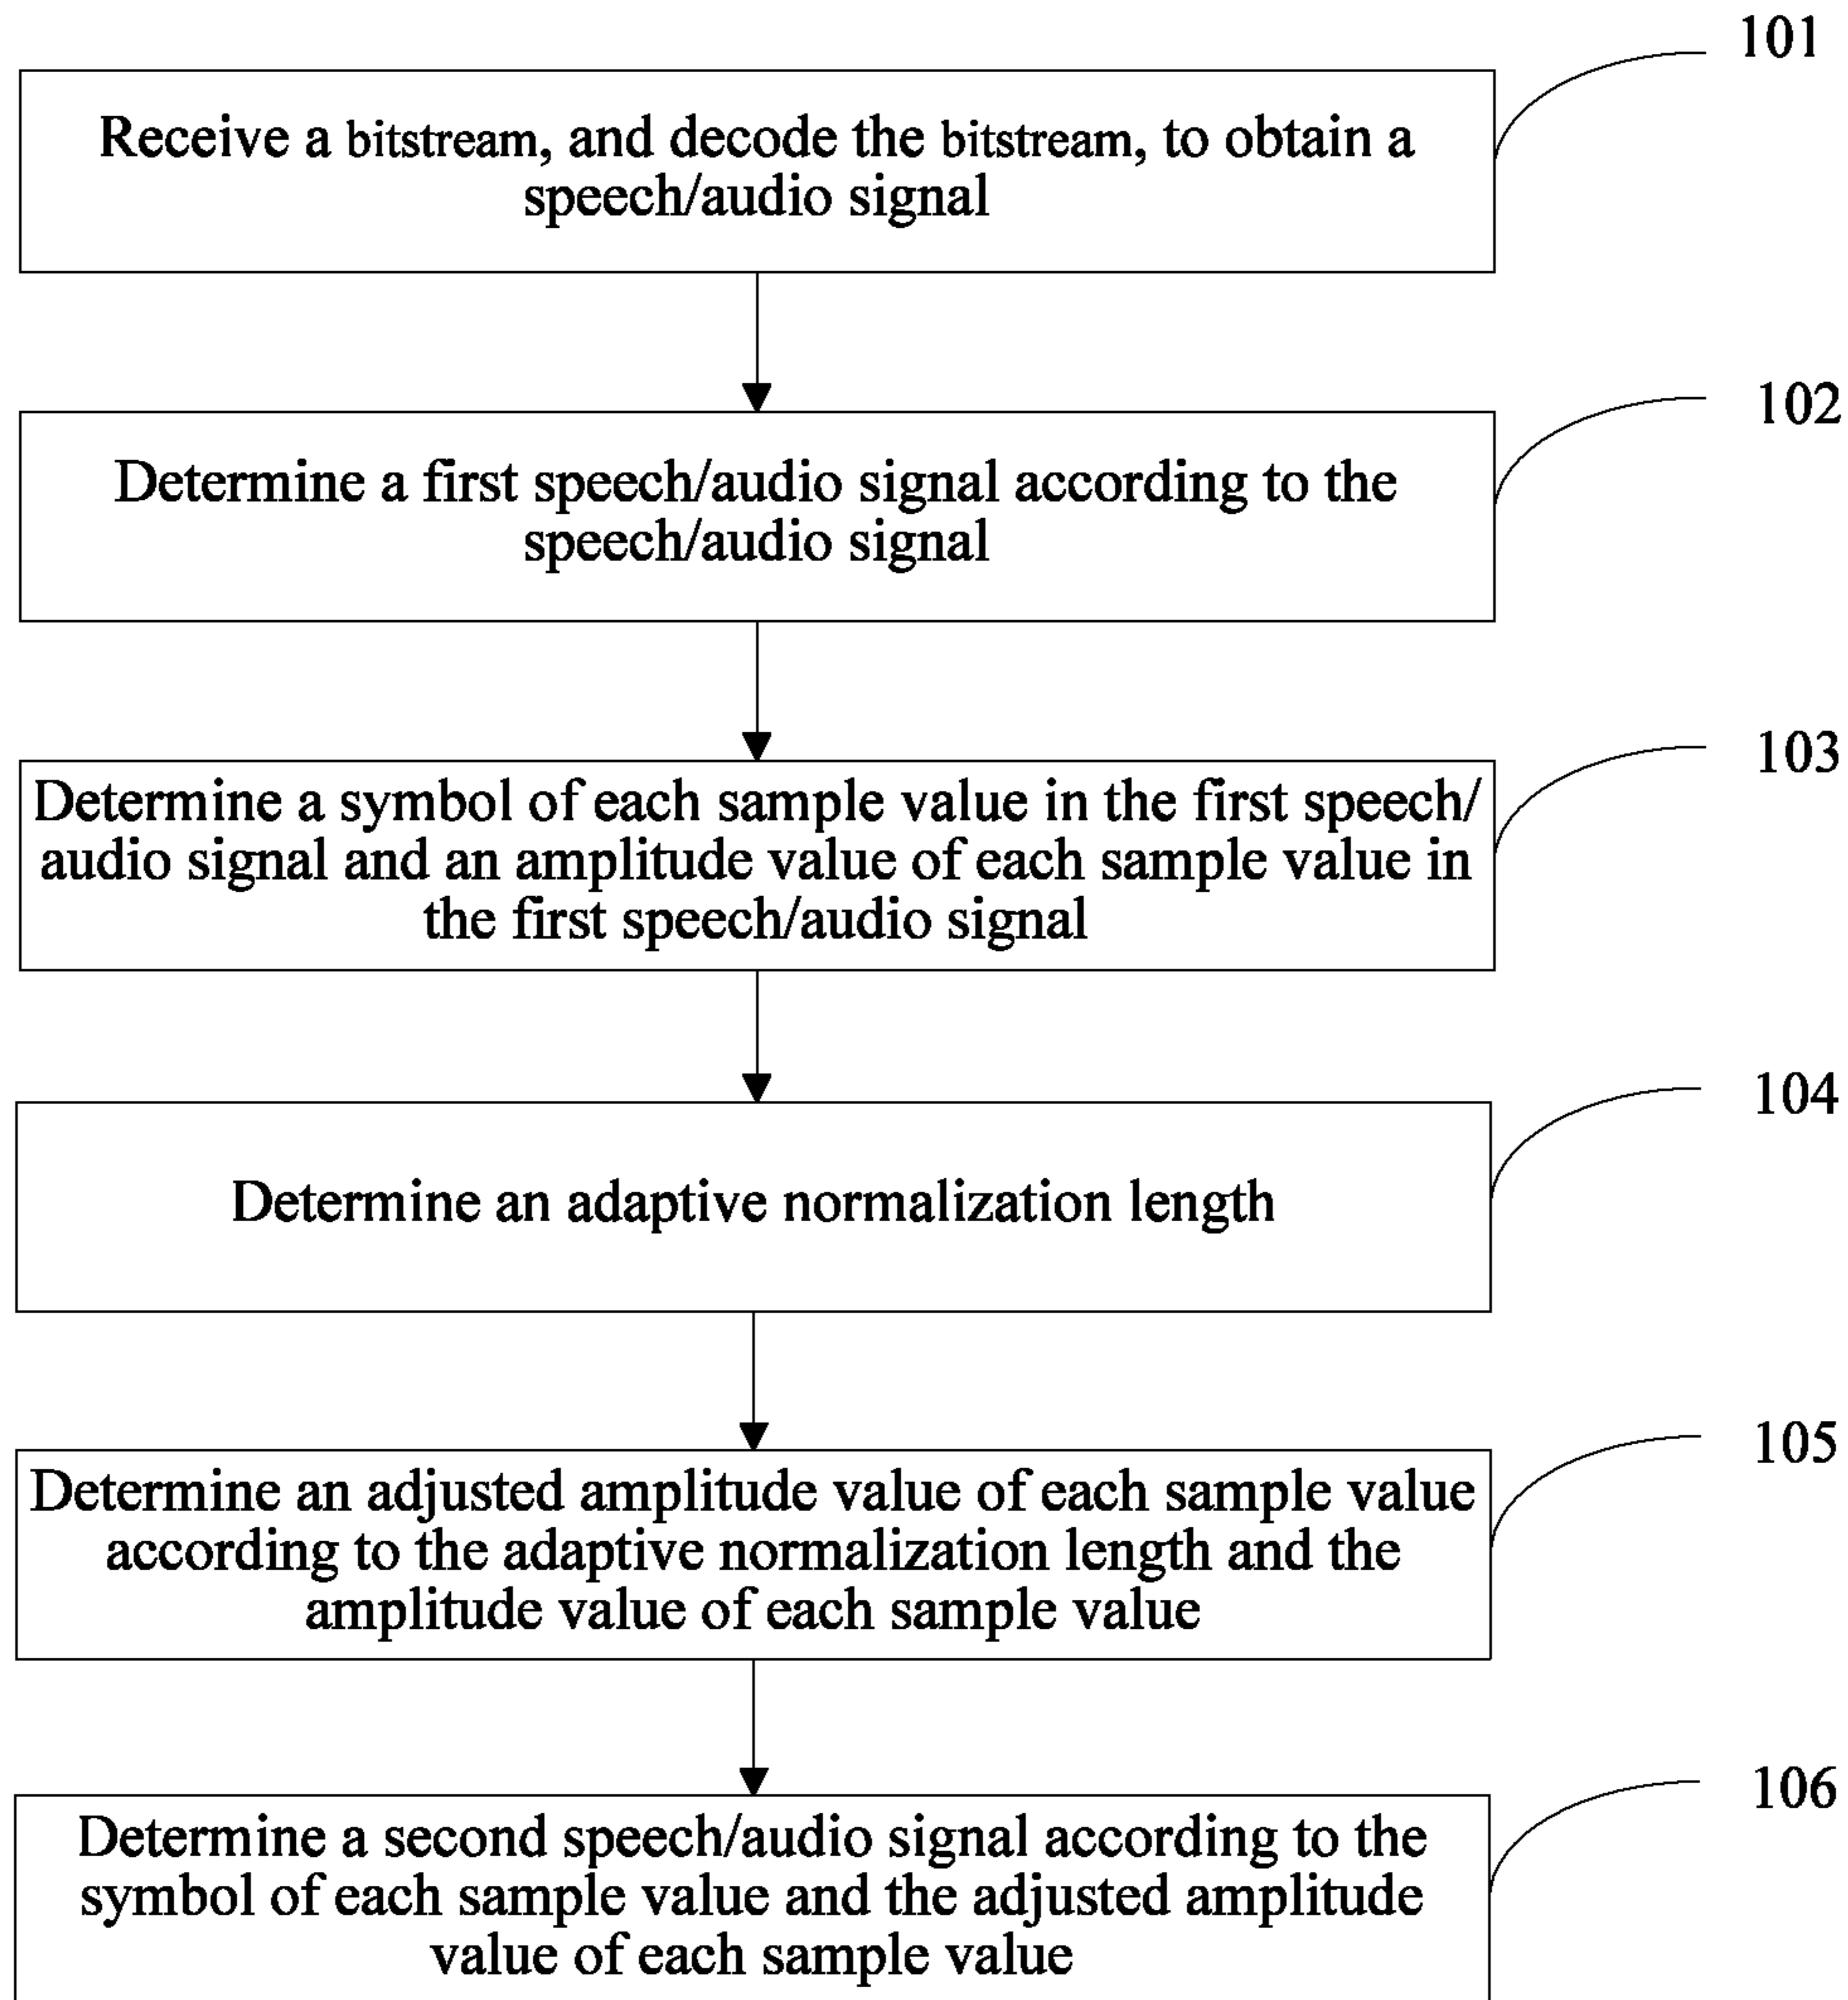 101
Receive a bitstream, and decode the bitstream, to obtain a
speech/audio signal
102
Determine a first speech/audio signal according to the
speech/audio signal
103
Determine a symbol of each sample value in the first speech/
audio signal and an amplitude value of each sample value in
the first speech/audio signal
104
Determine an adaptive normalization length
105
Determine an adjusted amplitude value of each sample value
according to the adaptive normalization length and the
amplitude value of each sample value
106
Determine a second speech/audio signal according to the
symbol of each sample value and the adjusted amplitude
value of each sample value